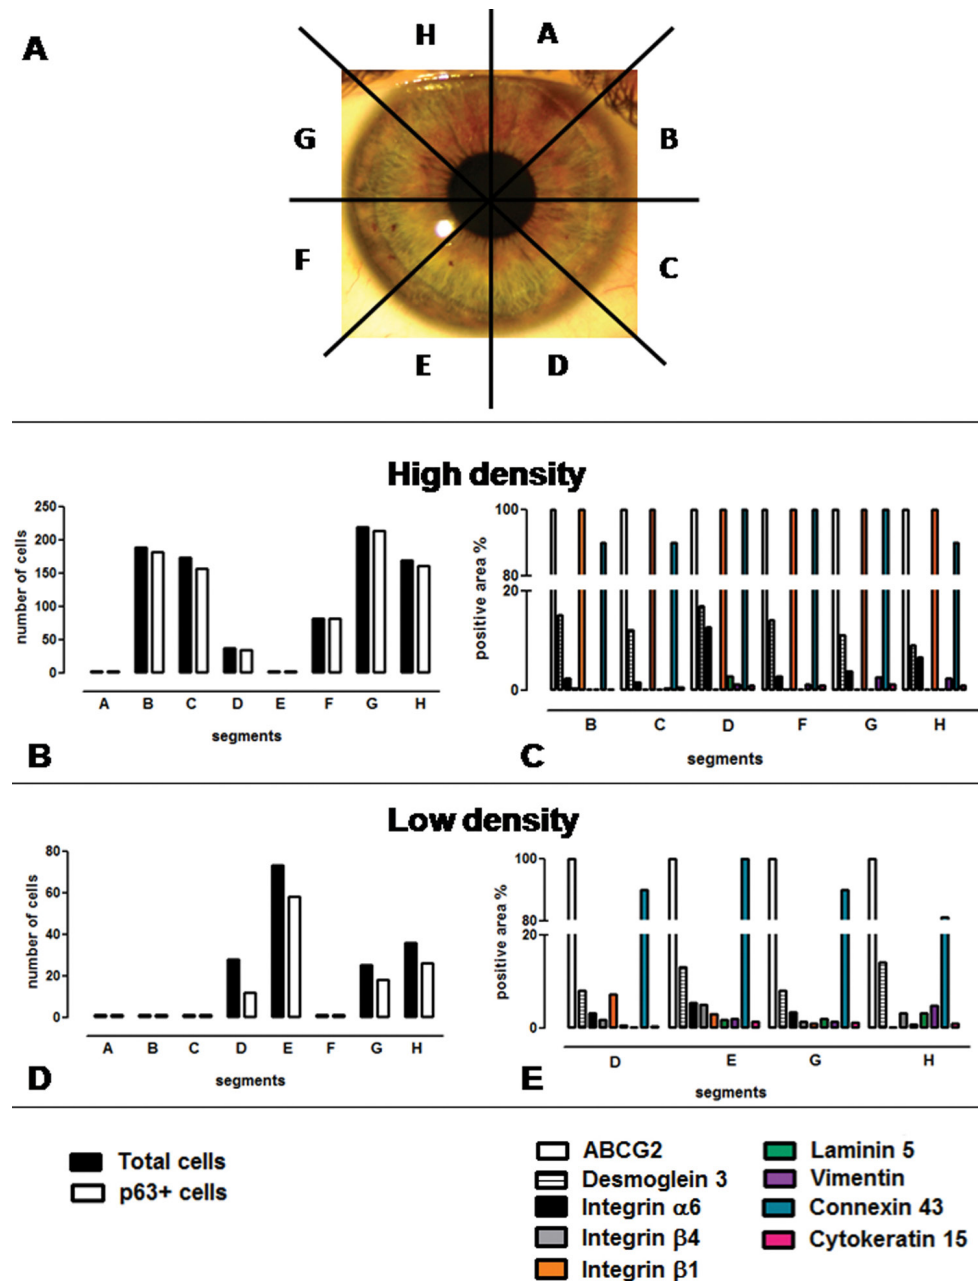 A
H A
G B
F C
E D
High density
number of cells
250
200
150
100
50
0
A B C D E F G H
segments
B
positive area %
100
80
20
0
B C D F G H
segments
C
Low density
number of cells
80
60
40
20
0
A B C D E F G H
segments
D
positive area %
100
80
20
0
D E G H
segments
E
Total cells
p63+ cells
ABCG2
Desmoglein 3
Integrin α6
Integrin β4
Integrin β1
Laminin 5
Vimentin
Connexin 43
Cytokeratin 15